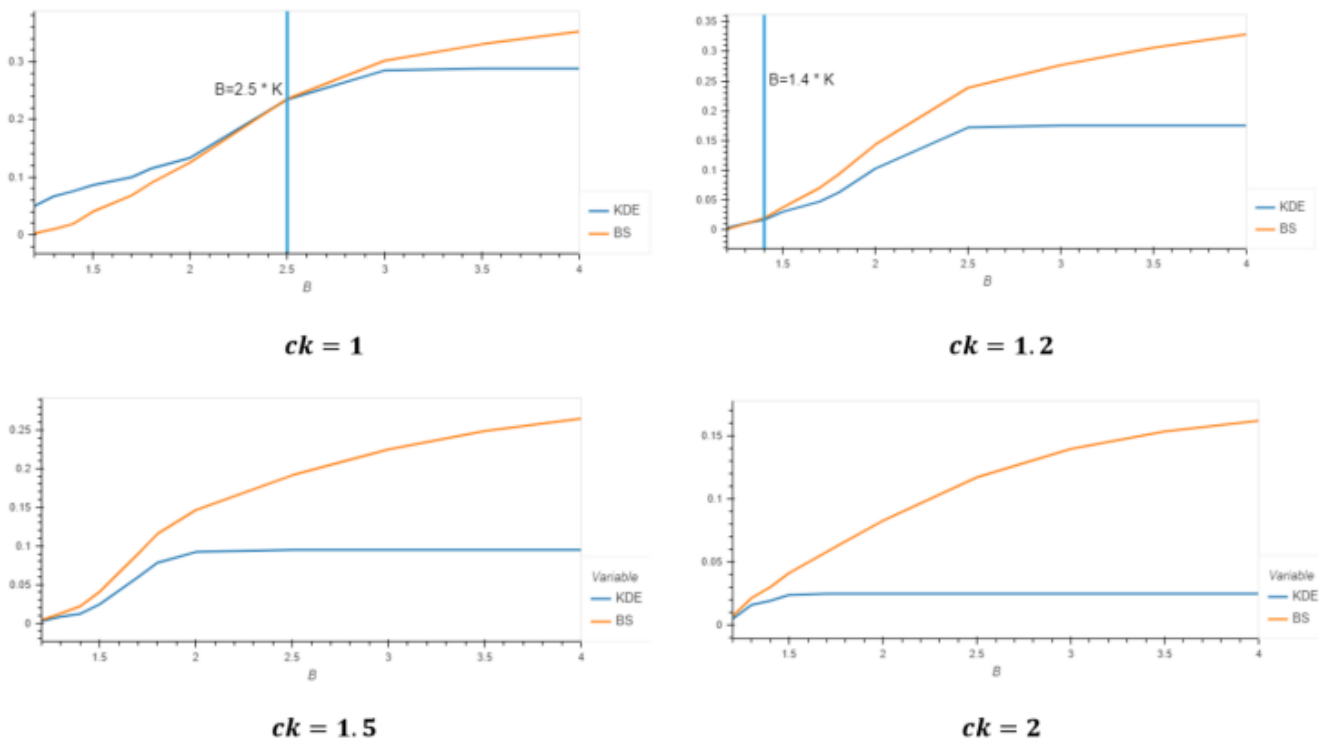 0.3
0.2
0.1
0
B=2.5 * K
KDE
BS
1.5 2 2.5 3 3.5 4
B
ck = 1
0.35
0.3
0.25
0.2
0.15
0.1
0.05
0
B=1.4 * K
KDE
BS
1.5 2 2.5 3 3.5 4
B
ck = 1.2
0.25
0.2
0.15
0.1
0.05
0
Variable
KDE
BS
1.5 2 2.5 3 3.5 4
B
ck = 1.5
0.15
0.1
0.05
0
Variable
KDE
BS
1.5 2 2.5 3 3.5 4
B
ck = 2